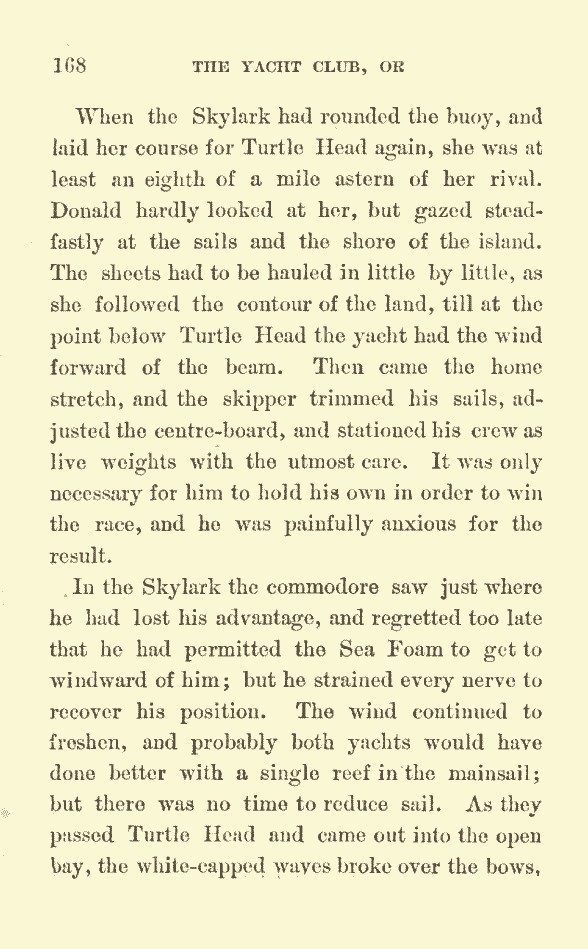 168 THE YACHT CLUB, OR
When the Skylark had rounded the buoy, and
laid her course for Turtle Head again, she was at
least an eighth of a mile astern of her rival.
Donald hardly looked at her, but gazed stead-
fastly at the sails and the shore of the island.
The sheets had to be hauled in little by little, as
she followed the contour of the land, till at the
point below Turtle Head the yacht had the wind
forward of the beam. Then came the home
stretch, and the skipper trimmed his sails, ad-
justed the centre-board, and stationed his crew as
live weights with the utmost care. It was only
necessary for him to hold his own in order to win
the race, and he was painfully anxious for the
result.
In the Skylark the commodore saw just where
he had lost his advantage, and regretted too late
that he had permitted the Sea Foam to get to
windward of him; but he strained every nerve to
recover his position. The wind continued to
freshen, and probably both yachts would have
done better with a single reef in the mainsail;
but there was no time to reduce sail. As they
passed Turtle Head and came out into the open
bay, the white-capped waves broke over the bows,